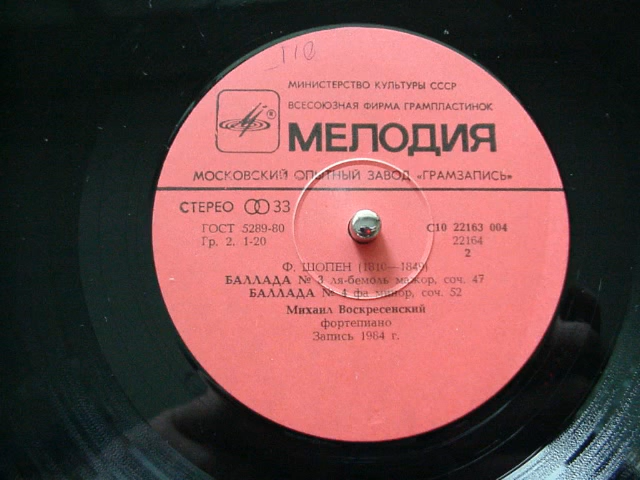 МИНИСТЕРСТВО КУЛЬТУРЫ СССР
ВСЕСОЮЗНАЯ ФИРМА ГРАМПЛАСТИНОК
МЕЛОДИЯ
МОСКОВСКИЙ ОПЫТНЫЙ ЗАВОД «ГРАМЗАПИСЬ»
СТЕРЕО 33
ГОСТ 5289-80 С10 22163 004
Гр. 2. 1-20 22164
2
Ф. ШОПЕН (1810—1849)
БАЛЛАДА № 3 ля-бемоль мажор, соч. 47
БАЛЛАДА № 4 фа минор, соч. 52
Михаил Воскресенский
фортепиано
Запись 1984 г.